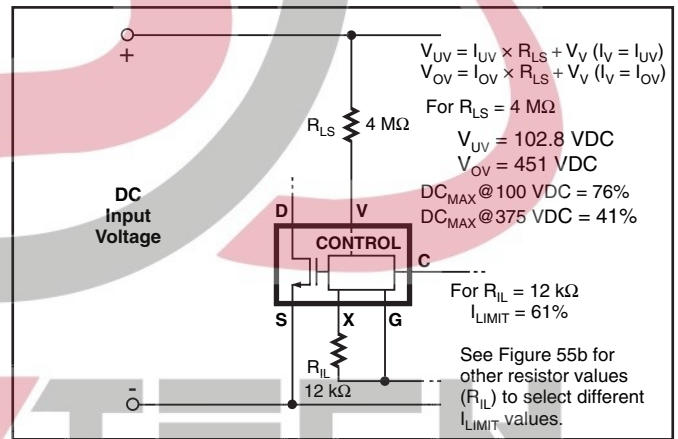 +
V_UV = I_UV × R_LS + V_V (I_V = I_UV)
V_OV = I_OV × R_LS + V_V (I_V = I_OV)
For R_LS = 4 MΩ
R_LS
4 MΩ
V_UV = 102.8 VDC
V_OV = 451 VDC
DC_MAX@100 VDC = 76%
DC_MAX@375 VDC = 41%
DC
Input
Voltage
D
V
CONTROL
C
For R_IL = 12 kΩ
I_LIMIT = 61%
S
X
G
R_IL
12 kΩ
See Figure 55b for
other resistor values
(R_IL) to select different
I_LIMIT values.
-